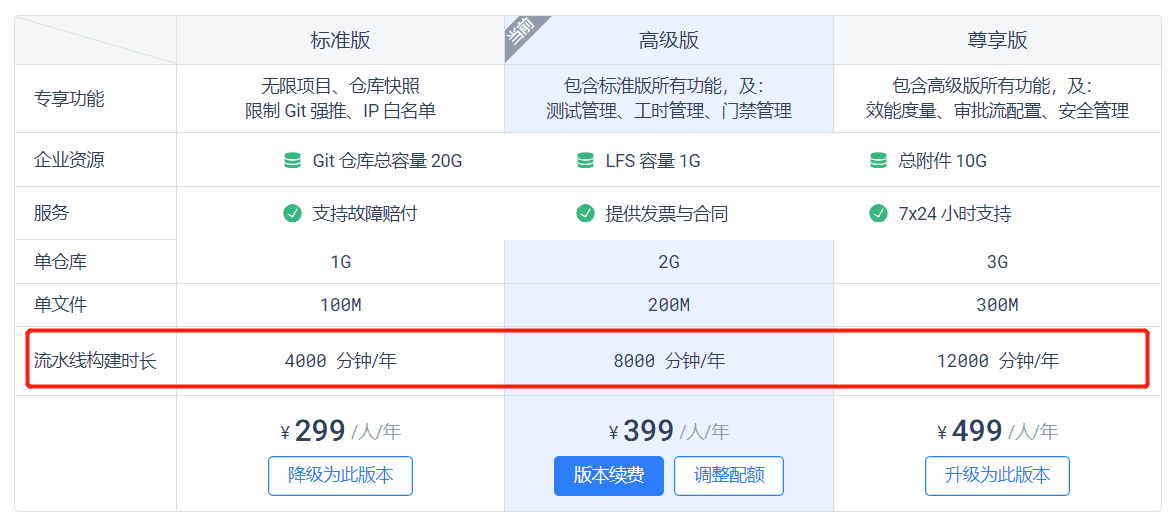 标准版
当前
高级版
尊享版
专享功能
无限项目、仓库快照
限制 Git 强推、IP 白名单
包含标准版所有功能，及：
测试管理、工时管理、门禁管理
包含高级版所有功能，及：
效能度量、审批流配置、安全管理
企业资源
Git 仓库总容量 20G
LFS 容量 1G
总附件 10G
服务
支持故障赔付
提供发票与合同
7x24 小时支持
单仓库
1G
2G
3G
单文件
100M
200M
300M
流水线构建时长
4000 分钟/年
8000 分钟/年
12000 分钟/年
¥ 299 /人/年
¥ 399 /人/年
¥ 499 /人/年
降级为此版本
版本续费
调整配额
升级为此版本